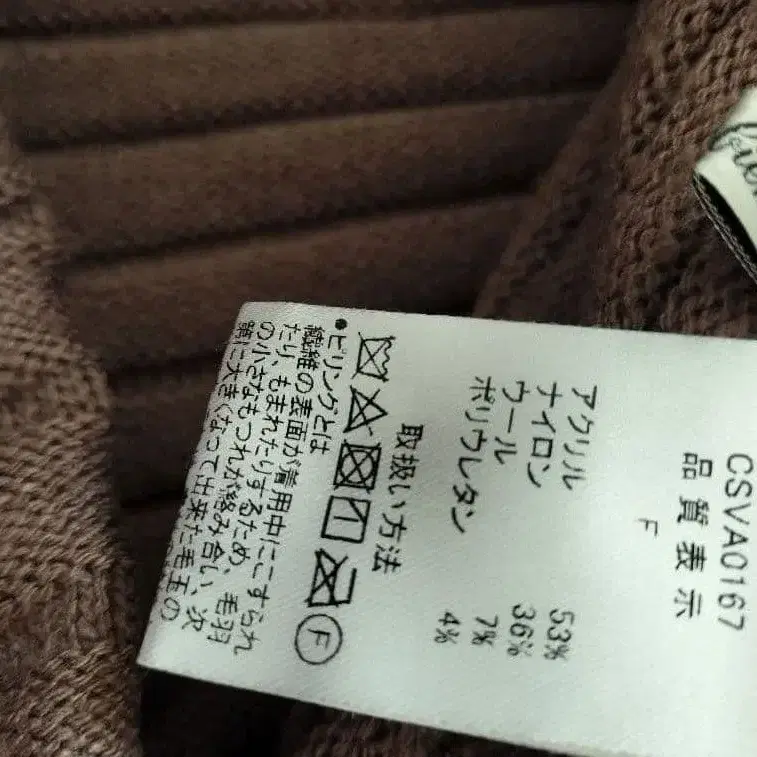 CSVA0167
品質表示
F
アクリル 53%
ナイロン 36%
ウール 7%
ポリウレタン 4%
取扱い方法
F
●ピリングとは
繊維の表面が着用中にこすられ
たり、もまれたりするため、毛羽
の小さなもつれが絡み合い、次
第に大きくなって出来た毛玉の